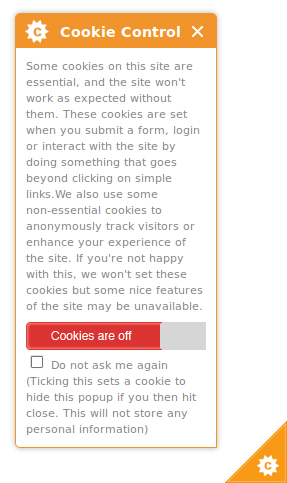 C Cookie Control ×
Some cookies on this site are
essential, and the site won't
work as expected without
them. These cookies are set
when you submit a form, login
or interact with the site by
doing something that goes
beyond clicking on simple
links.We also use some
non-essential cookies to
anonymously track visitors or
enhance your experience of
the site. If you're not happy
with this, we won't set these
cookies but some nice features
of the site may be unavailable.
Cookies are off
Do not ask me again
(Ticking this sets a cookie to
hide this popup if you then hit
close. This will not store any
personal information)
C